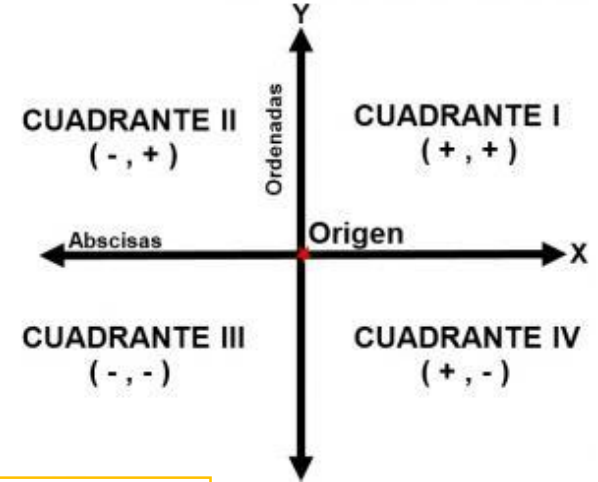 Y
CUADRANTE II
( - , + )
Ordenadas
CUADRANTE I
( + , + )
Abscisas
Origen
X
CUADRANTE III
( - , - )
CUADRANTE IV
( + , - )